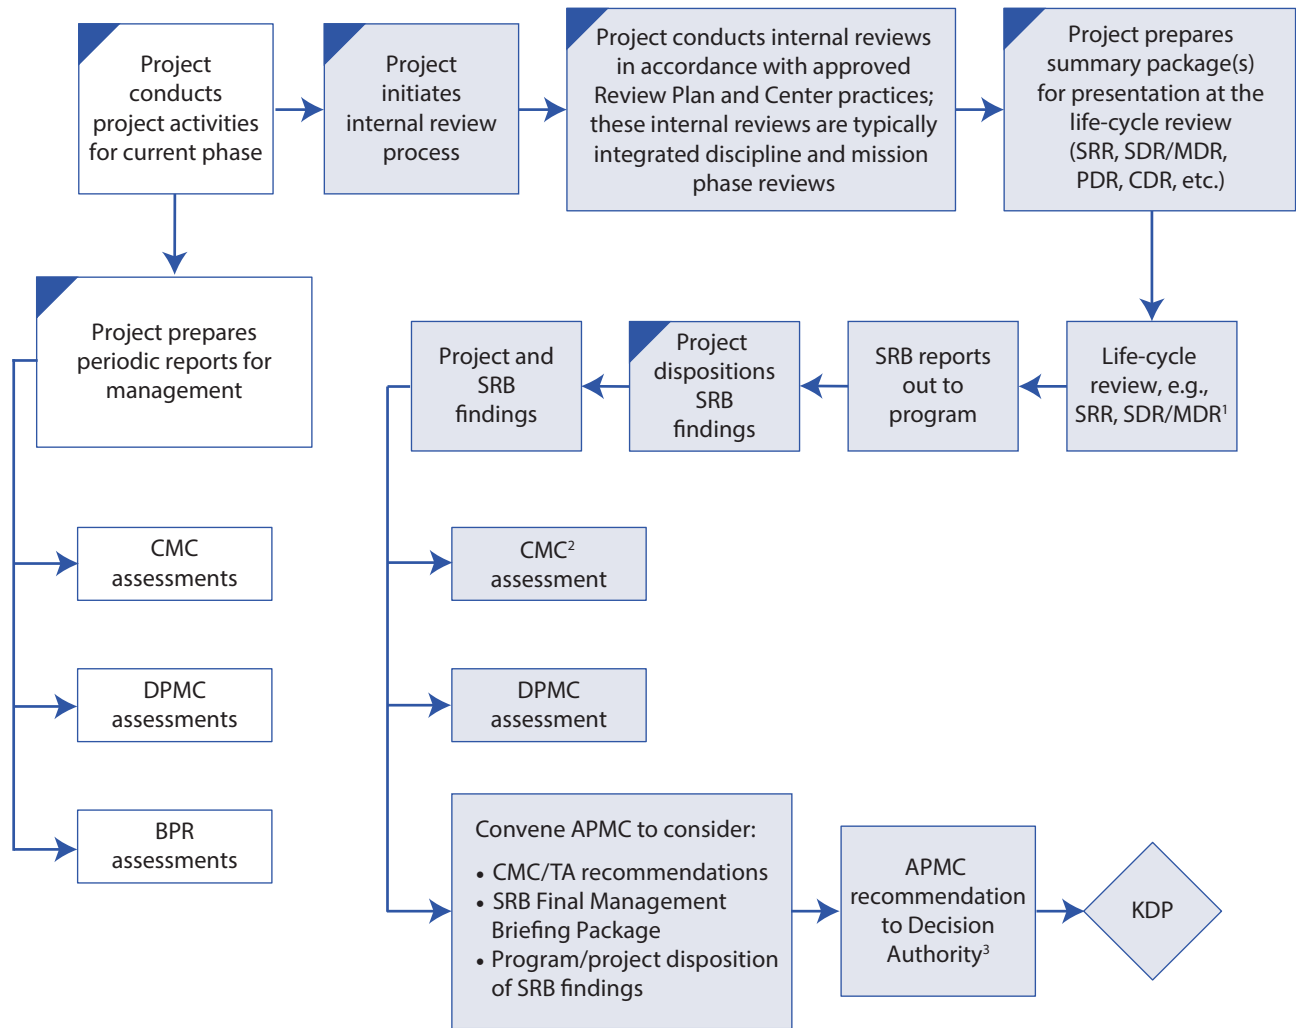 Project
conducts
project activities
for current phase
Project
initiates
internal review
process
Project conducts internal reviews
in accordance with approved
Review Plan and Center practices;
these internal reviews are typically
integrated discipline and mission
phase reviews
Project prepares
summary package(s)
for presentation at the
life-cycle review
(SRR, SDR/MDR,
PDR, CDR, etc.)
Project prepares
periodic reports for
management
Project and
SRB
findings
Project
dispositions
SRB
findings
SRB reports
out to
program
Life-cycle
review, e.g.,
SRR, SDR/MDR¹
CMC
assessments
CMC²
assessment
DPMC
assessments
DPMC
assessment
BPR
assessments
Convene APMC to consider:
• CMC/TA recommendations
• SRB Final Management
Briefing Package
• Program/project disposition
of SRB findings
APMC
recommendation
to Decision
Authority³
KDP